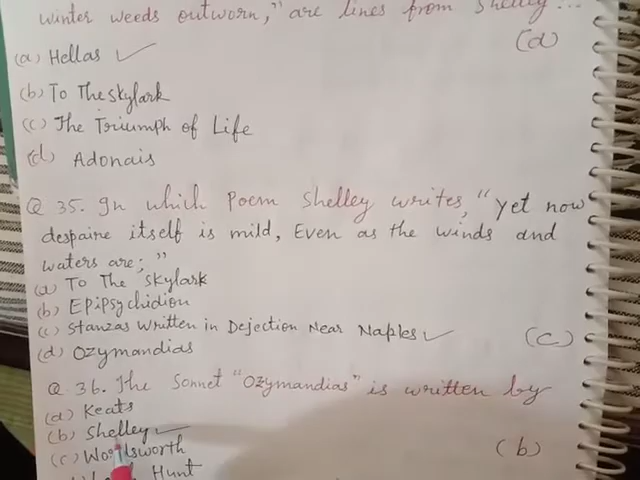 winter weeds outworn," are lines from Shelley...
(a) Hellas ✓ (d)
(b) To The Skylark
(c) The Triumph of Life
(d) Adonais
Q 35. In which Poem Shelley writes, "Yet now
despaire itself is mild, Even as the winds and
waters are;"
(a) To The Skylark
(b) EPiPsychidion
(c) Stanzas Written in Dejection Near Naples ✓ (C)
(d) Ozymandias
Q 36. The Sonnet "Ozymandias" is written by
(a) Keats
(b) Shelley ✓
(c) Wordsworth (b)
Hunt